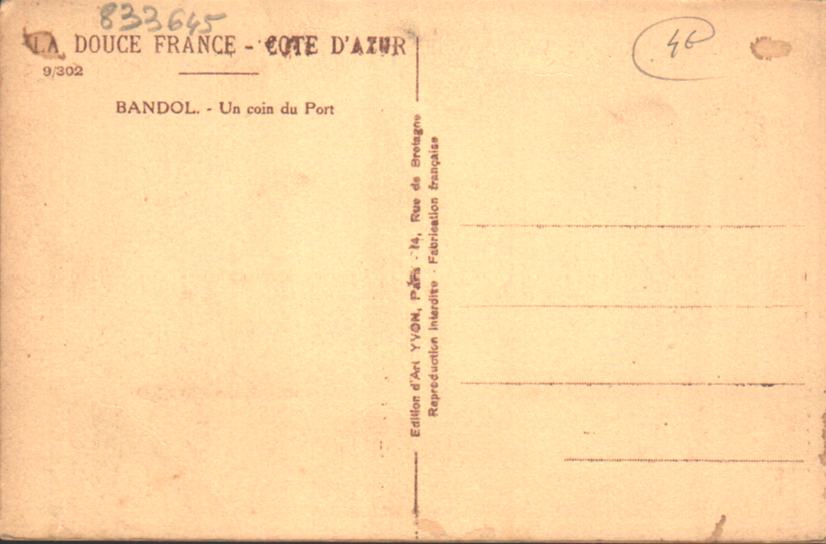 833645
LA DOUCE FRANCE - COTE D'AZUR
9/302
BANDOL. - Un coin du Port
Edition d'Art YVON, Paris - 14, Rue de Bretagne
Reproduction Interdite - Fabrication française